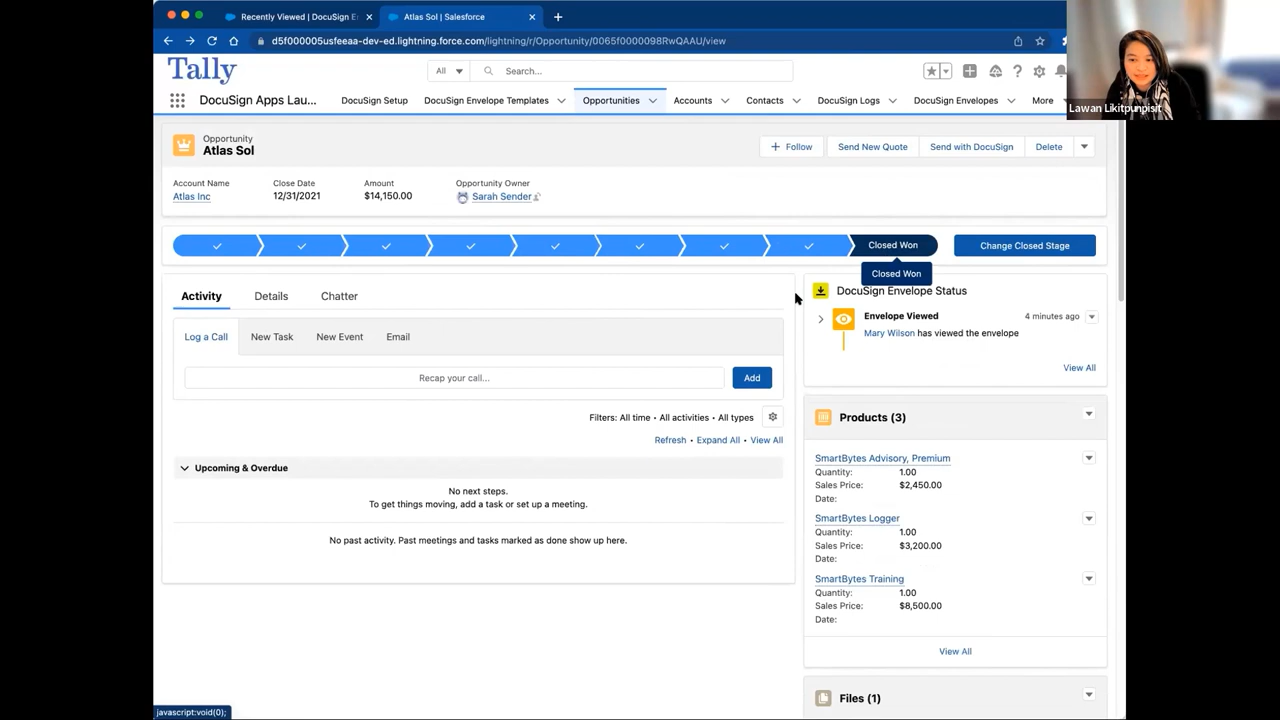 Recently Viewed | DocuSign E
Atlas Sol | Salesforce
d5f000005usfeeaa-dev-ed.lightning.force.com/lightning/r/Opportunity/0065f0000098RwQAAU/view
Tally
All
Search...
DocuSign Apps Lau...
DocuSign Setup
DocuSign Envelope Templates
Opportunities
Accounts
Contacts
DocuSign Logs
DocuSign Envelopes
More
Lawan Likitpunpisit
Opportunity
Atlas Sol
Follow
Send New Quote
Send with DocuSign
Delete
Account Name
Close Date
Amount
Opportunity Owner
Atlas Inc
12/31/2021
$14,150.00
Sarah Sender
Closed Won
Change Closed Stage
Closed Won
Activity
Details
Chatter
Log a Call
New Task
New Event
Email
Recap your call...
Add
Filters: All time • All activities • All types
Refresh • Expand All • View All
Upcoming & Overdue
No next steps.
To get things moving, add a task or set up a meeting.
No past activity. Past meetings and tasks marked as done show up here.
DocuSign Envelope Status
Envelope Viewed
4 minutes ago
Mary Wilson has viewed the envelope
View All
Products (3)
SmartBytes Advisory, Premium
Quantity: 1.00
Sales Price: $2,450.00
Date:
SmartBytes Logger
Quantity: 1.00
Sales Price: $3,200.00
Date:
SmartBytes Training
Quantity: 1.00
Sales Price: $8,500.00
Date:
View All
Files (1)
javascript:void(0);